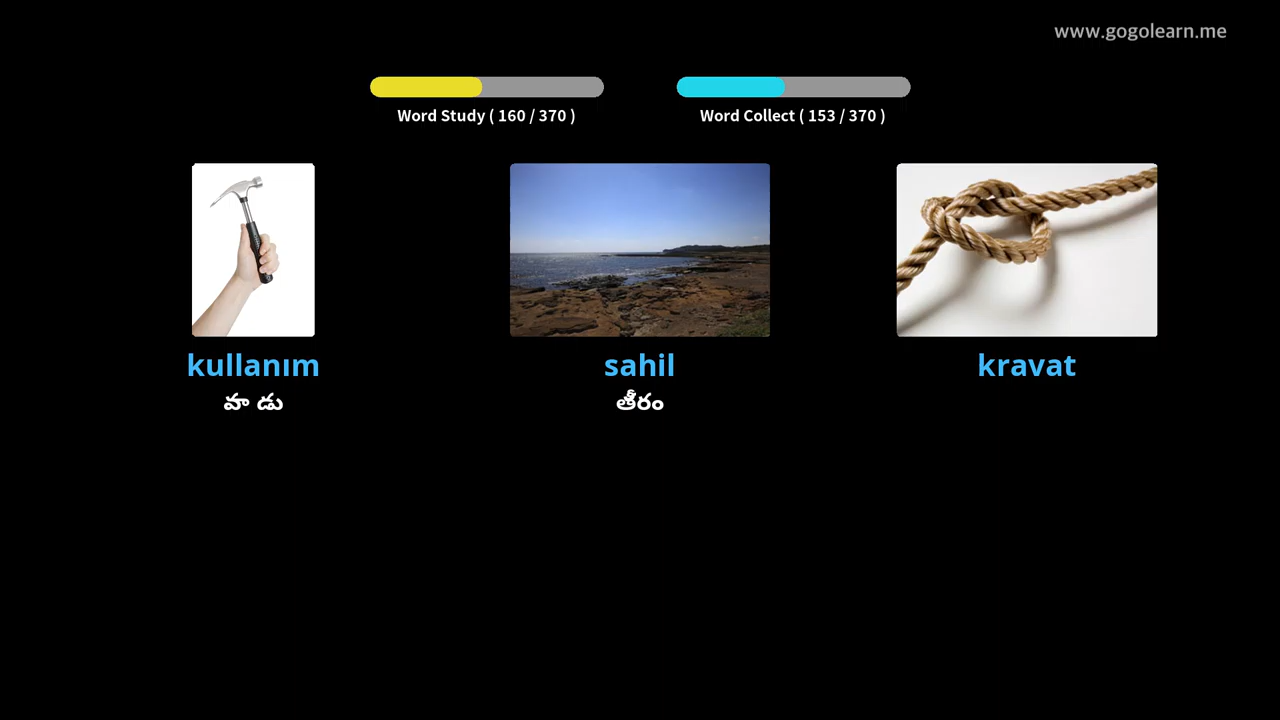 www.gogolearn.me
Word Study ( 160 / 370 )
Word Collect ( 153 / 370 )
kullanım
sahil
kravat
వా డు
తీరం